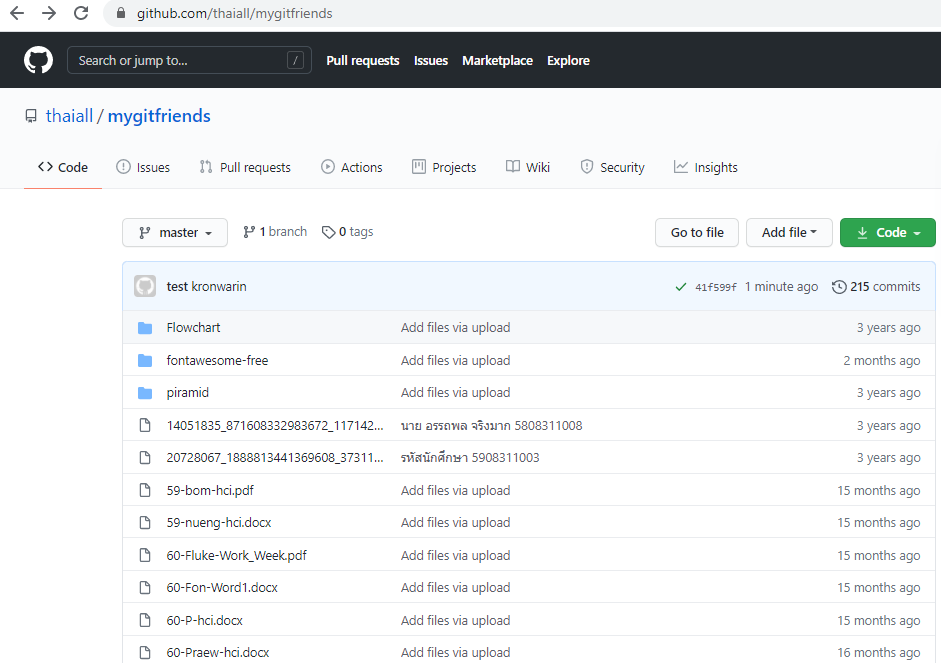 github.com/thaiall/mygitfriends
Search or jump to... / Pull requests Issues Marketplace Explore
thaiall / mygitfriends
Code Issues Pull requests Actions Projects Wiki Security Insights
master 1 branch 0 tags Go to file Add file Code
test kronwarin 41f599f 1 minute ago 215 commits
Flowchart Add files via upload 3 years ago
fontawesome-free Add files via upload 2 months ago
piramid Add files via upload 3 years ago
14051835_871608332983672_117142... นาย อรรถพล จริงมาก 5808311008 3 years ago
20728067_1888813441369608_37311... รหัสนักศึกษา 5908311003 3 years ago
59-bom-hci.pdf Add files via upload 15 months ago
59-nueng-hci.docx Add files via upload 15 months ago
60-Fluke-Work_Week.pdf Add files via upload 15 months ago
60-Fon-Word1.docx Add files via upload 15 months ago
60-P-hci.docx Add files via upload 15 months ago
60-Praew-hci.docx Add files via upload 16 months ago